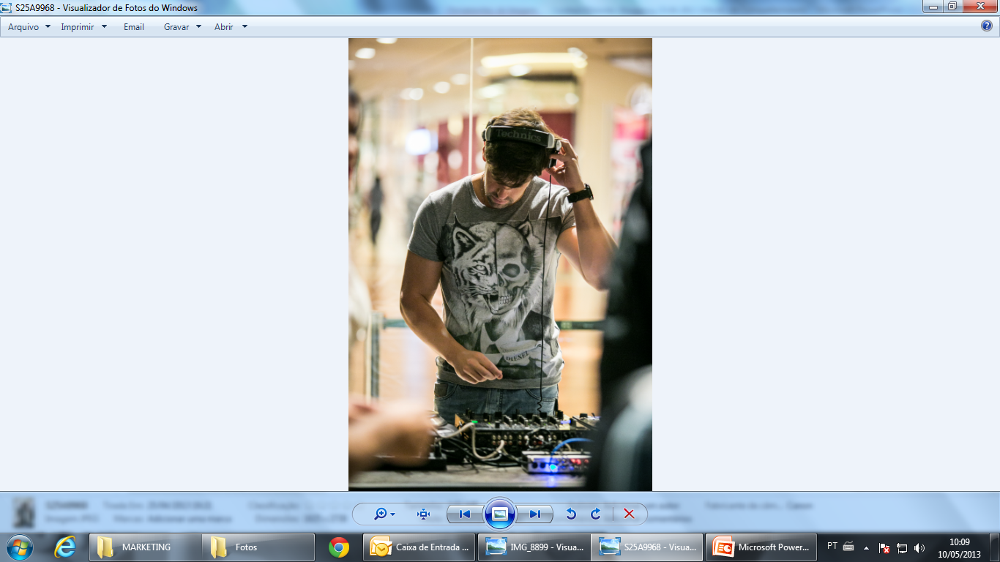 S25A9968 - Visualizador de Fotos do Windows
Arquivo Imprimir Email Gravar Abrir
Technics
DIESEL
MARKETING
Fotos
Caixa de Entrada ...
IMG_8899 - Visua...
S25A9968 - Visua...
Microsoft Power...
PT
10:09
10/05/2013